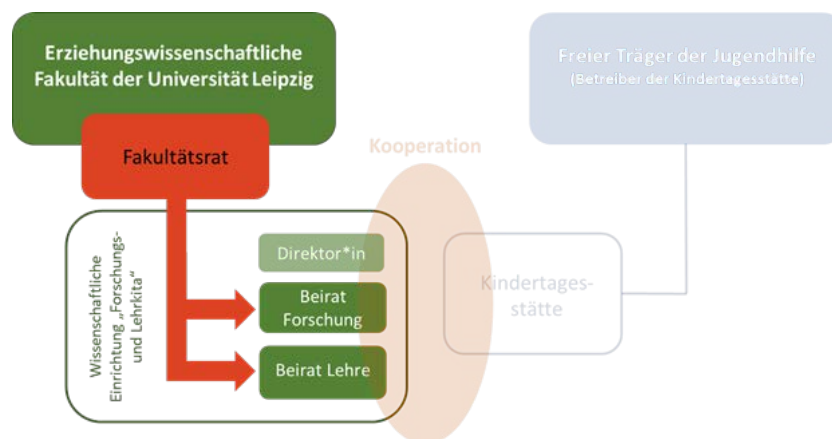 Erziehungswissenschaftliche
Fakultät der Universität Leipzig
Fakultätsrat
Freier Träger der Jugendhilfe
(Betreiber der Kindertagesstätte)
Kooperation
Wissenschaftliche
Einrichtung „Forschungs-
und Lehrkita“
Direktor*in
Beirat
Forschung
Beirat Lehre
Kindertages-
stätte